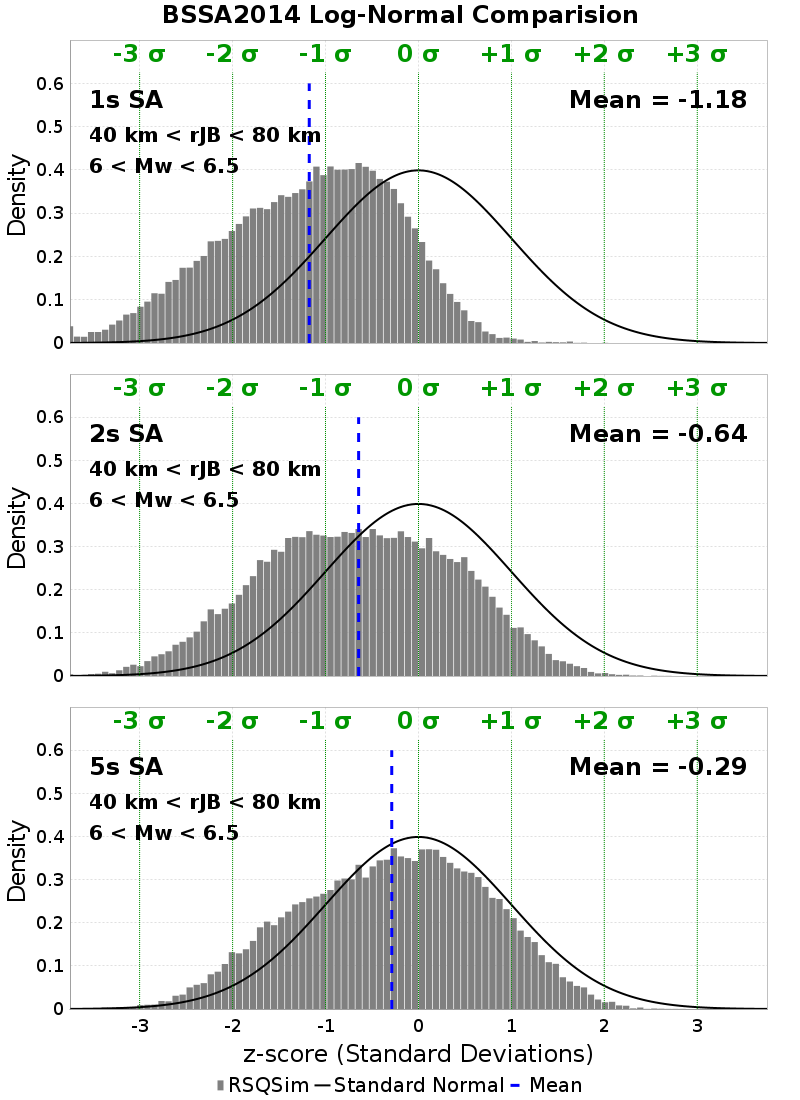 BSSA2014 Log-Normal Comparision
-3 σ -2 σ -1 σ 0 σ +1 σ +2 σ +3 σ
1s SA Mean = -1.18
40 km < rJB < 80 km
6 < Mw < 6.5
Density
0.6
0.5
0.4
0.3
0.2
0.1
0
-3 σ -2 σ -1 σ 0 σ +1 σ +2 σ +3 σ
2s SA Mean = -0.64
40 km < rJB < 80 km
6 < Mw < 6.5
Density
0.6
0.5
0.4
0.3
0.2
0.1
0
-3 σ -2 σ -1 σ 0 σ +1 σ +2 σ +3 σ
5s SA Mean = -0.29
40 km < rJB < 80 km
6 < Mw < 6.5
Density
0.6
0.5
0.4
0.3
0.2
0.1
0
-3 -2 -1 0 1 2 3
z-score (Standard Deviations)
RSQSim Standard Normal Mean